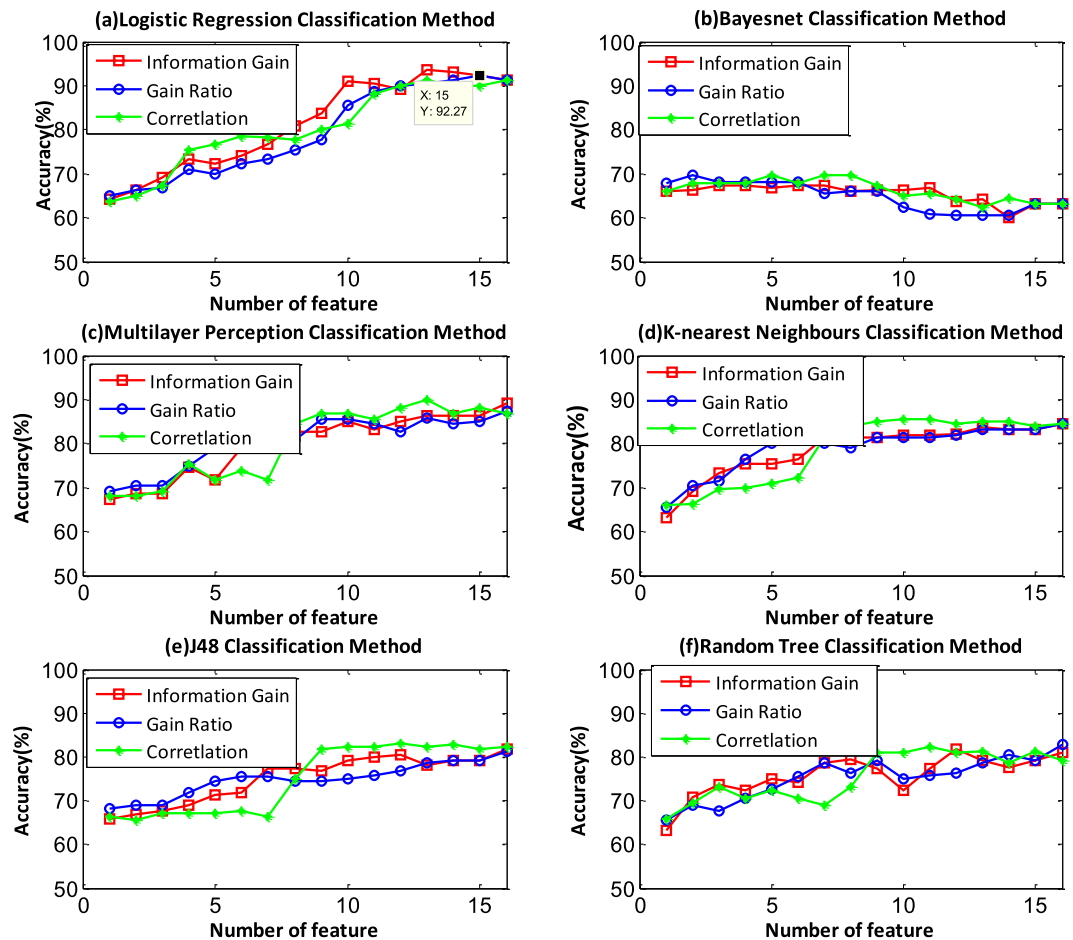 (a)Logistic Regression Classification Method
100
90
80
70
60
50
Accuracy(%)
Information Gain
Gain Ratio
Corretlation
X: 15
Y: 92.27
0 5 10 15
Number of feature
(b)Bayesnet Classification Method
100
90
80
70
60
50
Accuracy(%)
Information Gain
Gain Ratio
Corretlation
0 5 10 15
Number of feature
(c)Multilayer Perception Classification Method
100
90
80
70
60
50
Accuracy(%)
Information Gain
Gain Ratio
Corretlation
0 5 10 15
Number of feature
(d)K-nearest Neighbours Classification Method
100
90
80
70
60
50
Accuracy(%)
Information Gain
Gain Ratio
Corretlation
0 5 10 15
Number of feature
(e)J48 Classification Method
100
90
80
70
60
50
Accuracy(%)
Information Gain
Gain Ratio
Corretlation
0 5 10 15
Number of feature
(f)Random Tree Classification Method
100
90
80
70
60
50
Accuracy(%)
Information Gain
Gain Ratio
Corretlation
0 5 10 15
Number of feature